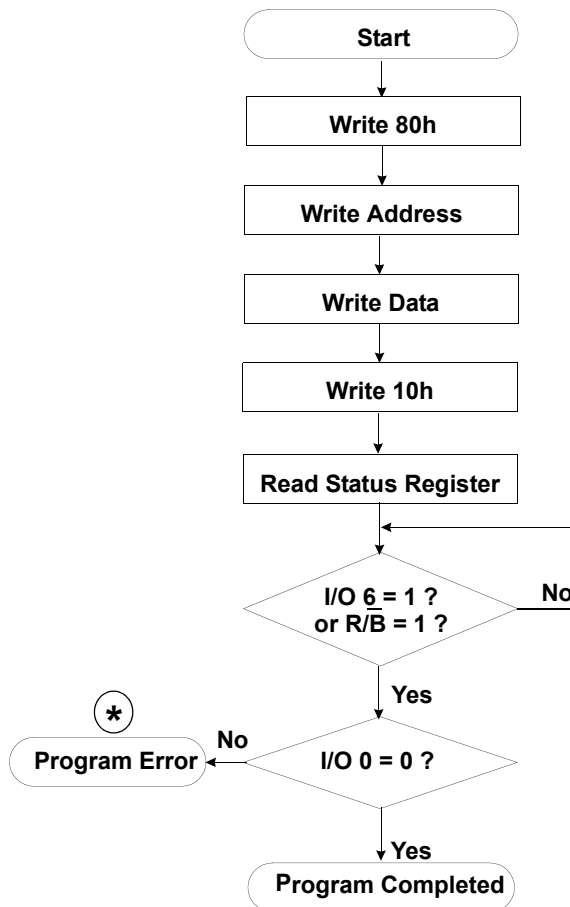 Start
Write 80h
Write Address
Write Data
Write 10h
Read Status Register
I/O 6 = 1 ?
or R/B̅ = 1 ?
No
Yes
*
No
Program Error
I/O 0 = 0 ?
Yes
Program Completed